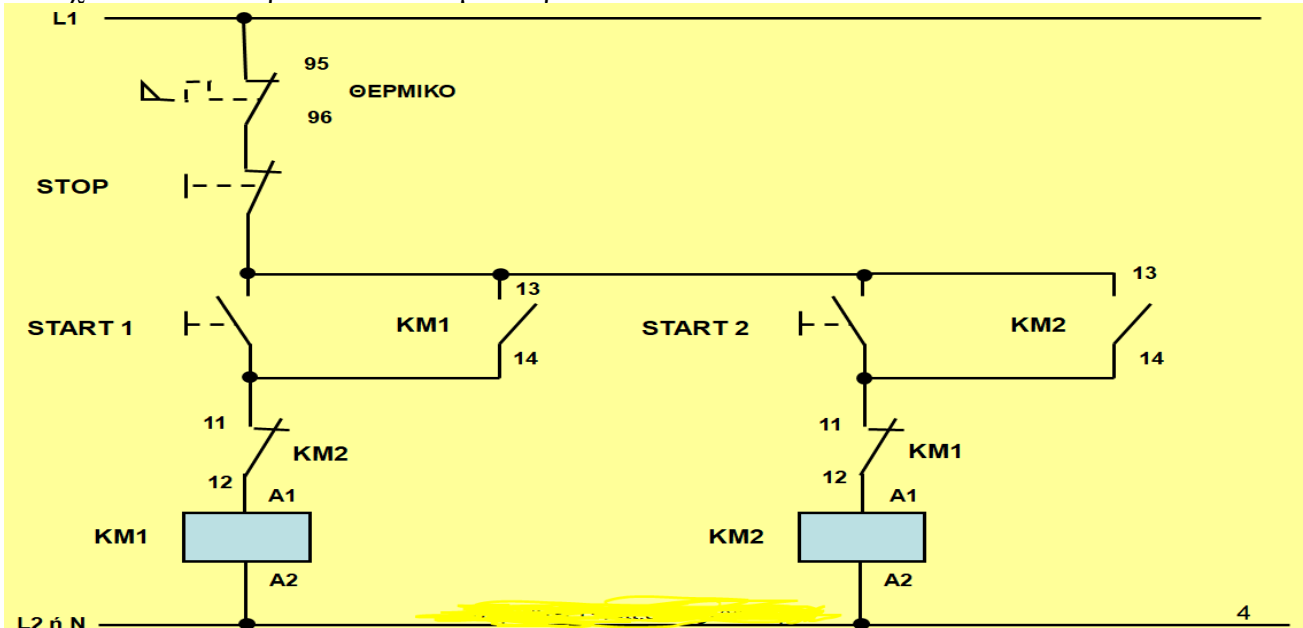 L1
95
ΘΕΡΜΙΚΟ
96
STOP
13
13
START 1
KM1
START 2
KM2
14
14
11
11
KM2
KM1
12
12
A1
A1
KM1
KM2
A2
A2
4
L2 ή N